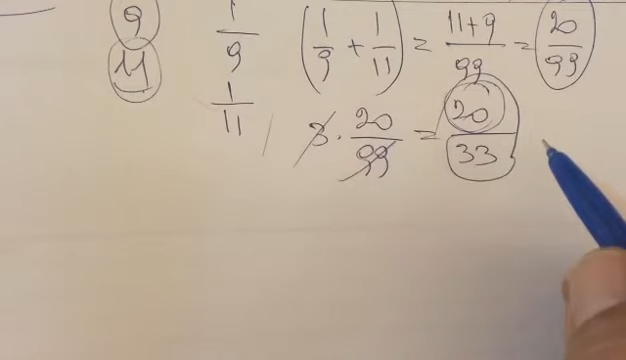 9 1/9 (1/9 + 1/11) = 11+9/99 = 20/99
11 1/11 3 · 20/99 = 20/33